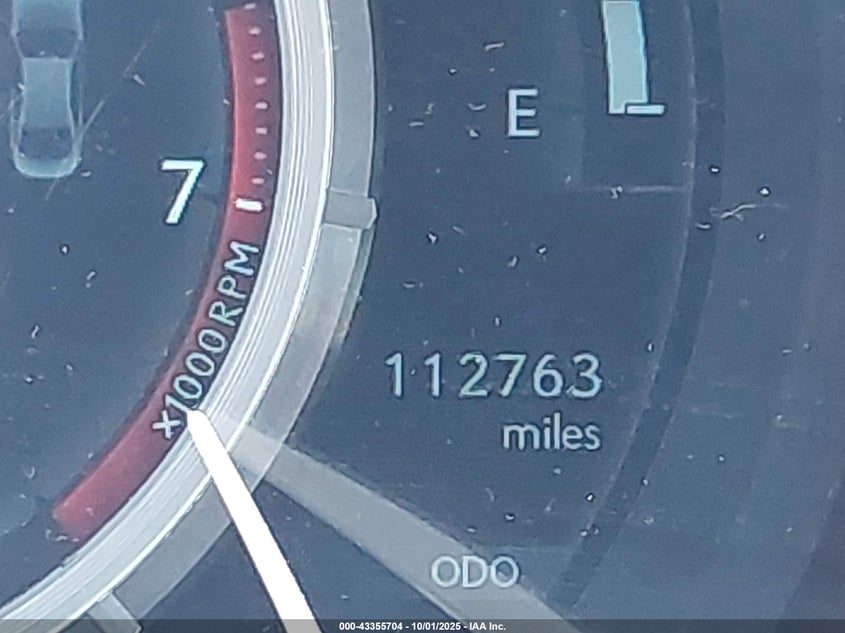 E
7
x1000RPM
112763
miles
ODO
000-43355704 - 10/01/2025 - IAA Inc.